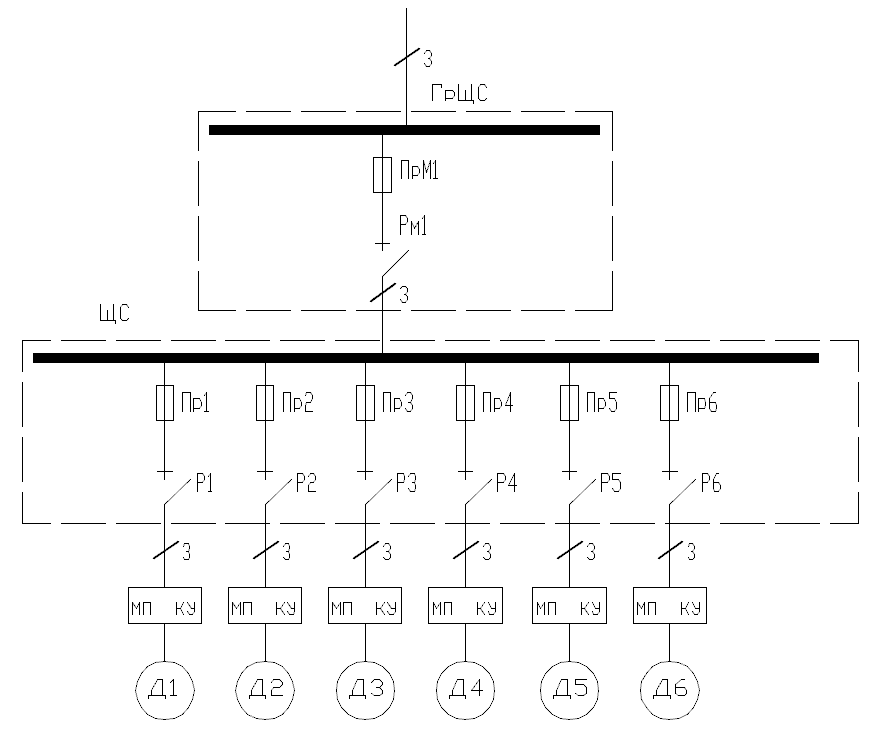 3
ГрЩС
ПрМ1
Рм1
3
ЩС
Пр1 Пр2 Пр3 Пр4 Пр5 Пр6
Р1 Р2 Р3 Р4 Р5 Р6
3 3 3 3 3 3
МП КУ МП КУ МП КУ МП КУ МП КУ МП КУ
Д1 Д2 Д3 Д4 Д5 Д6